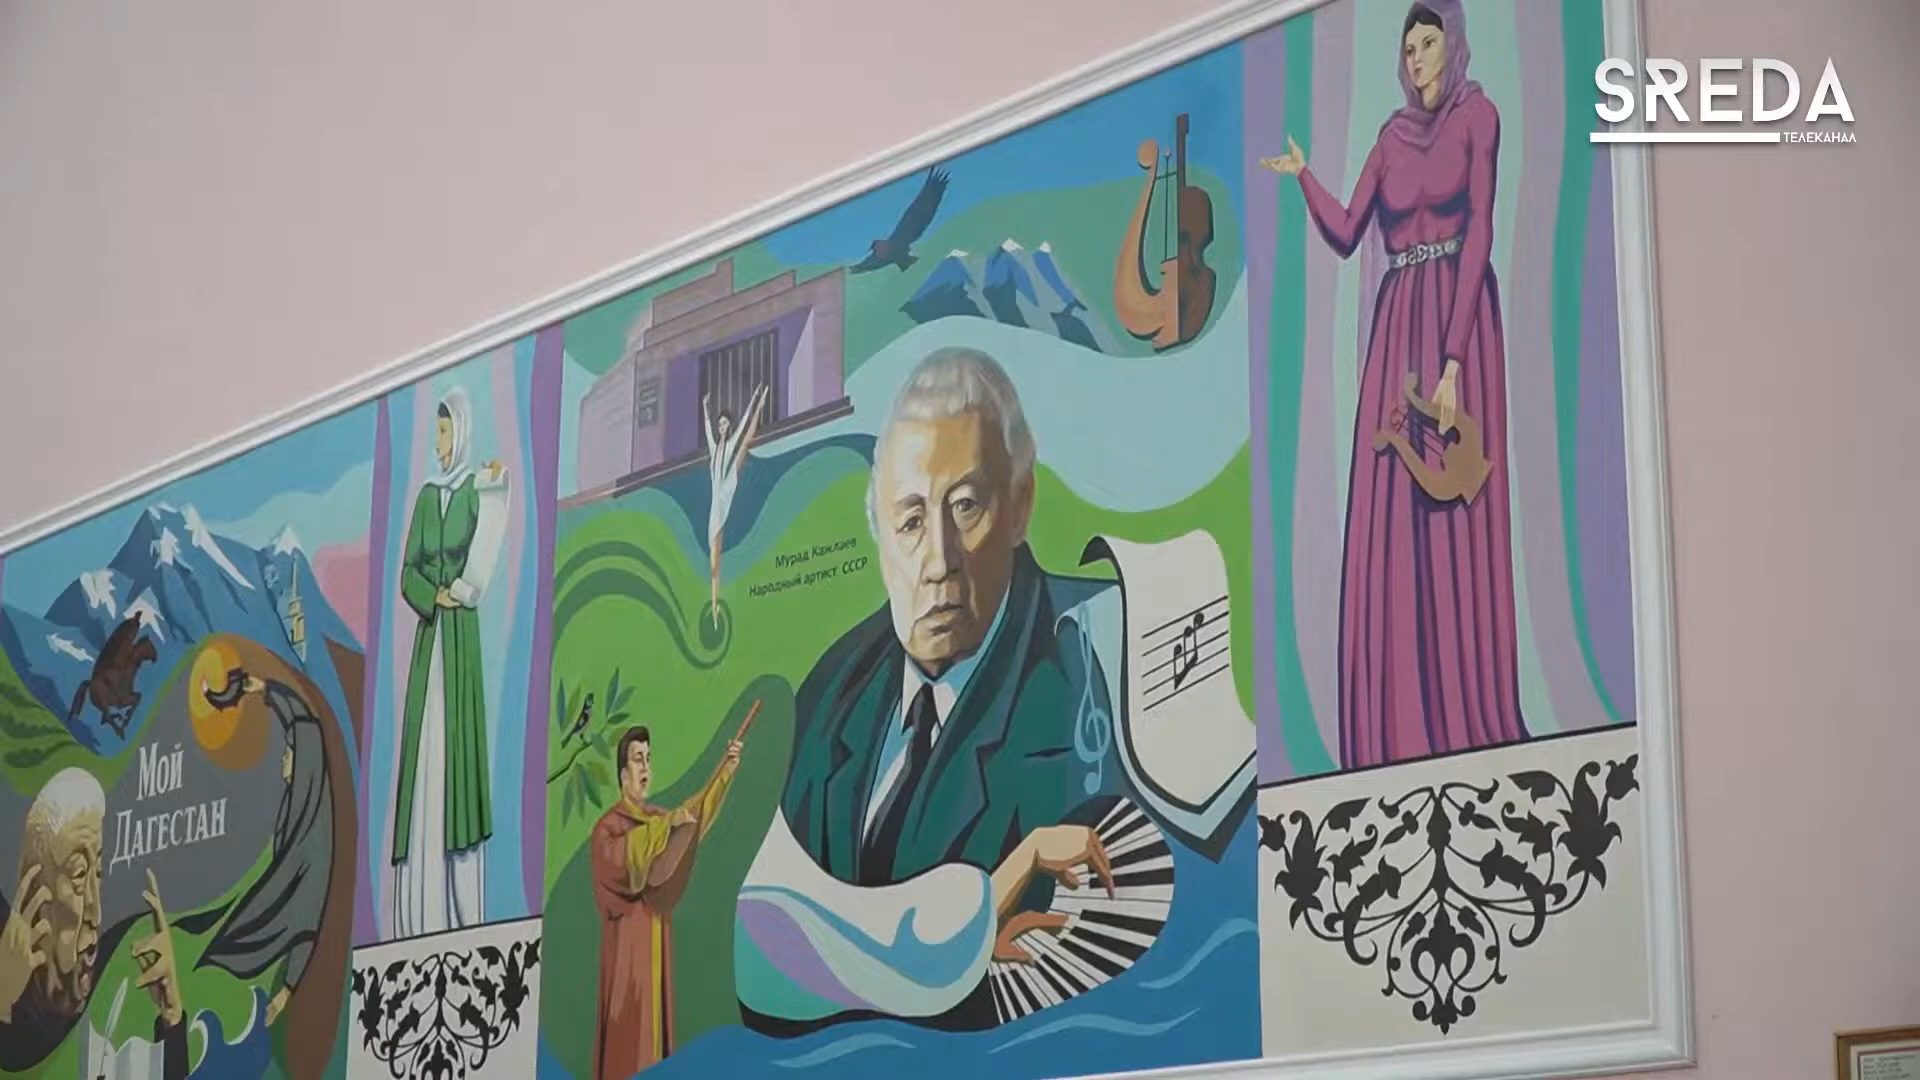 SREDA
ТЕЛЕКАНАЛ
Мурад Кажлаев
Народный артист СССР
Мой
Дагестан